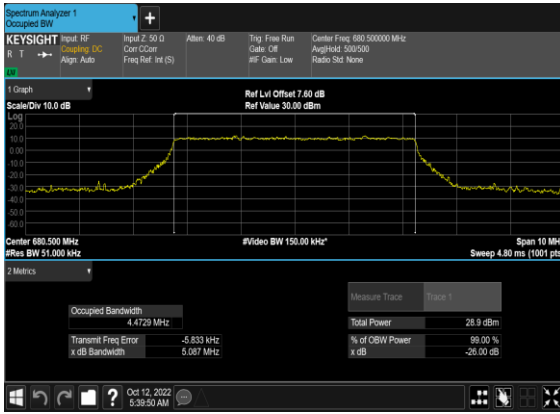 Spectrum Analyzer 1
Occupied BW
KEYSIGHT
R T
LVI
Input: RF
Coupling: DC
Align: Auto
Input Z: 50 Ω
Corr CCorr
Freq Ref: Int (S)
Atten: 40 dB
Trig: Free Run
Gate: Off
#IF Gain: Low
Center Freq: 680.500000 MHz
Avg|Hold: 500/500
Radio Std: None
1 Graph
Scale/Div 10.0 dB
Ref Lvl Offset 7.60 dB
Ref Value 30.00 dBm
Log
20.0
10.0
0.00
-10.0
-20.0
-30.0
-40.0
-50.0
-60.0
Center 680.500 MHz
#Res BW 51.000 kHz
#Video BW 150.00 kHz*
Span 10 MH
Sweep 4.80 ms (1001 pts
2 Metrics
Measure Trace
Trace 1
Occupied Bandwidth
4.4729 MHz
Total Power
28.9 dBm
Transmit Freq Error
-5.833 kHz
% of OBW Power
99.00 %
x dB Bandwidth
5.087 MHz
x dB
-26.00 dB
?
Oct 12, 2022
5:39:50 AM